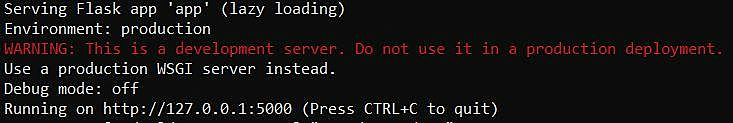 Serving Flask app 'app' (lazy loading)
Environment: production
WARNING: This is a development server. Do not use it in a production deployment.
Use a production WSGI server instead.
Debug mode: off
Running on http://127.0.0.1:5000 (Press CTRL+C to quit)